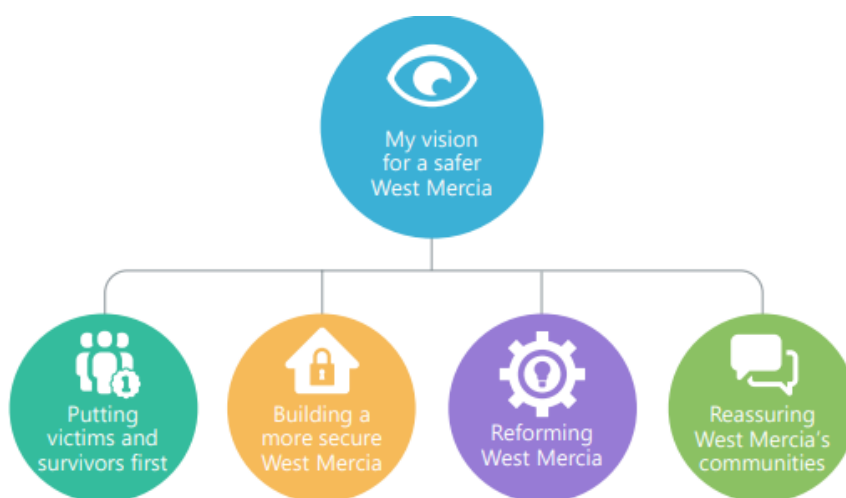 My vision
for a safer
West Mercia
1
Putting
victims and
survivors first
Building a
more secure
West Mercia
Reforming
West Mercia
Reassuring
West Mercia's
communities